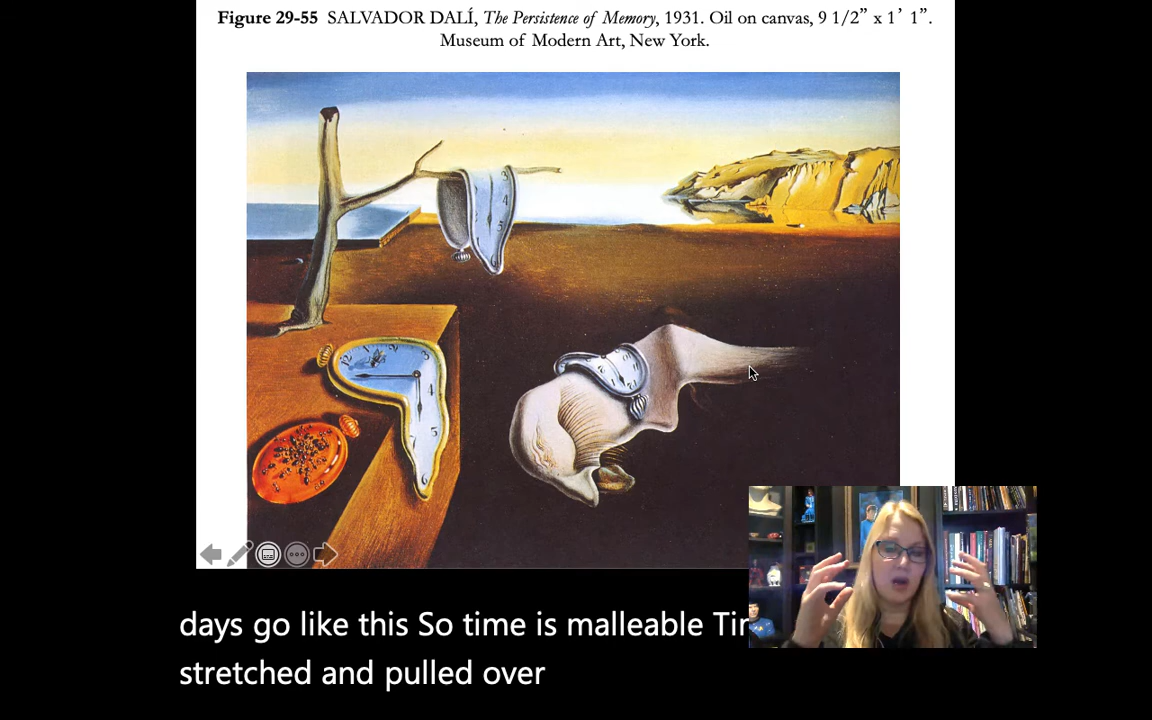 Figure 29-55 SALVADOR DALÍ, The Persistence of Memory, 1931. Oil on canvas, 9 1/2” x 1’ 1”.
Museum of Modern Art, New York.
days go like this So time is malleable
stretched and pulled over